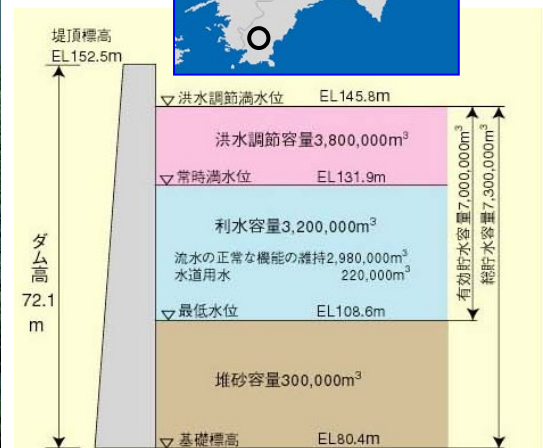 堤頂標高
EL152.5m
洪水調節満水位 EL145.8m
洪水調節容量3,800,000m³
常時満水位 EL131.9m
利水容量3,200,000m³
流水の正常な機能の維持2,980,000m³
水道用水 220,000m³
最低水位 EL108.6m
堆砂容量300,000m³
基礎標高 EL80.4m
ダム高
72.1
m
有効貯水容量7,000,000m³
総貯水容量7,300,000m³